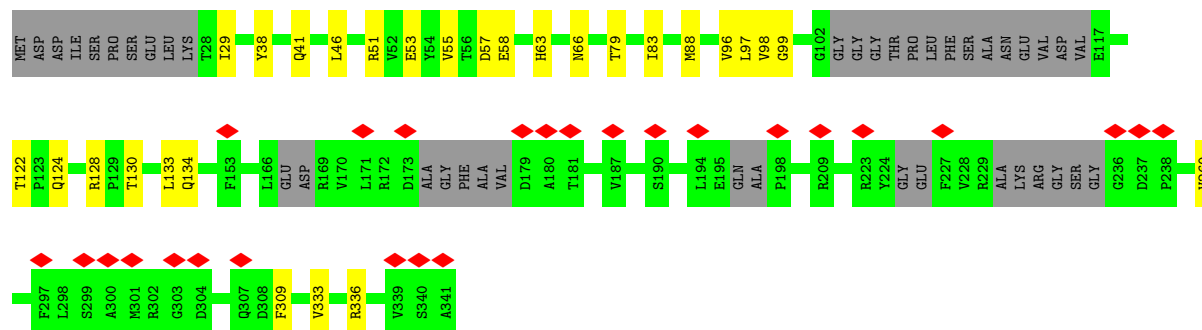 MET ASP ASP ILE SER PRO SER GLU LEU LYS T28 I29 Y38 Q41 L46 R51 V52 E53 Y54 V55 T56 D57 E58 H63 N66 T79 I83 M88 V96 L97 V98 G99 G102 GLY GLY GLY THR PRO LEU PHE SER ALA ASN GLU VAL ASP VAL E117
T122 P123 Q124 R128 P129 T130 L133 Q134 F153 L166 GLU ASP R169 V170 L171 R172 D173 ALA GLY PHE ALA VAL D179 A180 T181 V187 S190 L194 E195 GLN ALA P198 R209 R223 Y224 GLY GLU F227 V228 R229 ALA LYS ARG GLY SER GLY G236 D237 P238
F297 L298 S299 A300 M301 R302 G303 D304 Q307 D308 F309 V333 R336 V339 S340 A341